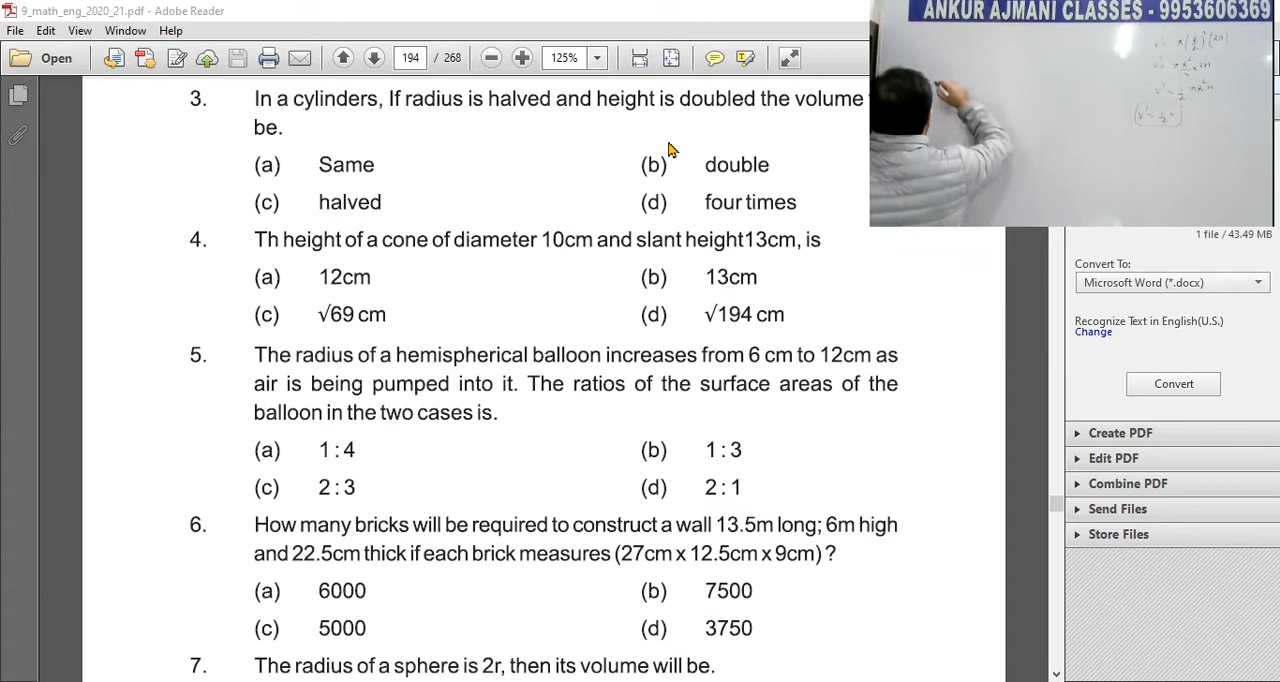 9_math_eng_2020_21.pdf - Adobe Reader
File Edit View Window Help
Open 194 / 268 125%
3. In a cylinders, If radius is halved and height is doubled the volume
be.
(a) Same (b) double
(c) halved (d) four times
4. Th height of a cone of diameter 10cm and slant height13cm, is
(a) 12cm (b) 13cm
(c) √69 cm (d) √194 cm
5. The radius of a hemispherical balloon increases from 6 cm to 12cm as
air is being pumped into it. The ratios of the surface areas of the
balloon in the two cases is.
(a) 1 : 4 (b) 1 : 3
(c) 2 : 3 (d) 2 : 1
6. How many bricks will be required to construct a wall 13.5m long; 6m high
and 22.5cm thick if each brick measures (27cm x 12.5cm x 9cm) ?
(a) 6000 (b) 7500
(c) 5000 (d) 3750
7. The radius of a sphere is 2r, then its volume will be.
ANKUR AJMANI CLASSES - 9953606369
1 file / 43.49 MB
Convert To:
Microsoft Word (*.docx)
Recognize Text in English(U.S.)
Change
Convert
Create PDF
Edit PDF
Combine PDF
Send Files
Store Files